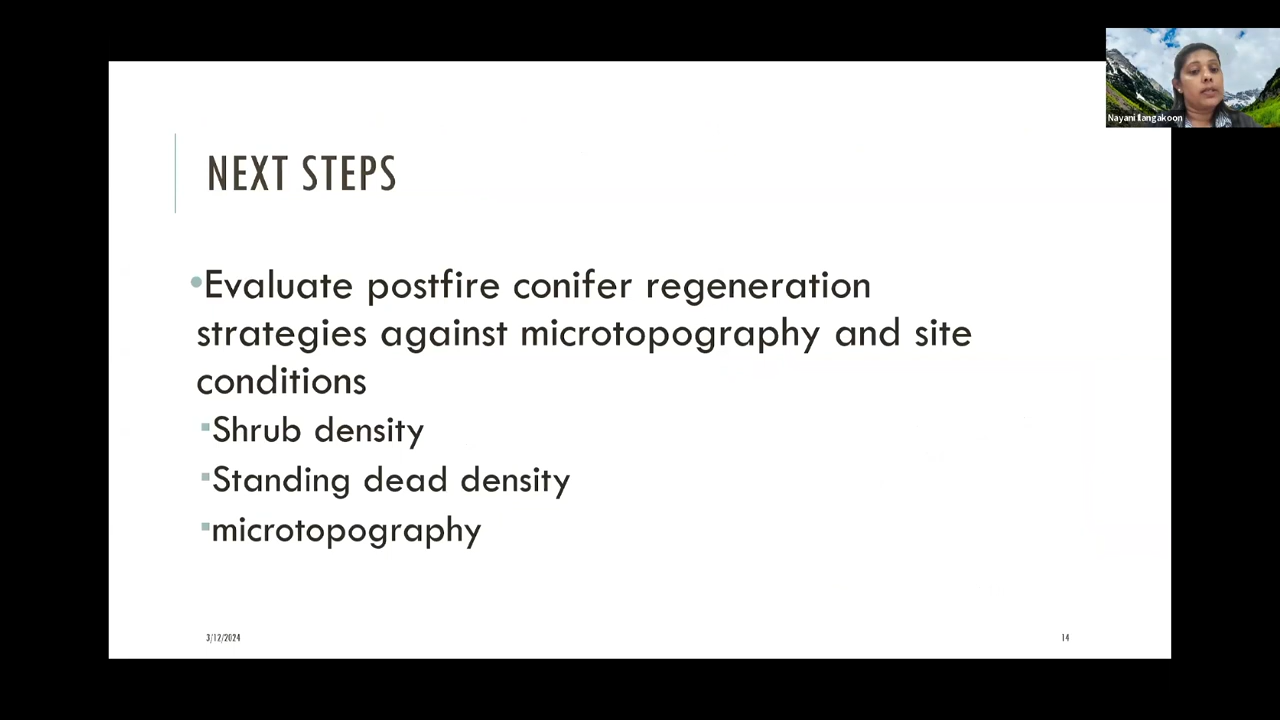 Nayani Ilangakoon
NEXT STEPS
•Evaluate postfire conifer regeneration
strategies against microtopography and site
conditions
▪Shrub density
▪Standing dead density
▪microtopography
3/12/2024
14